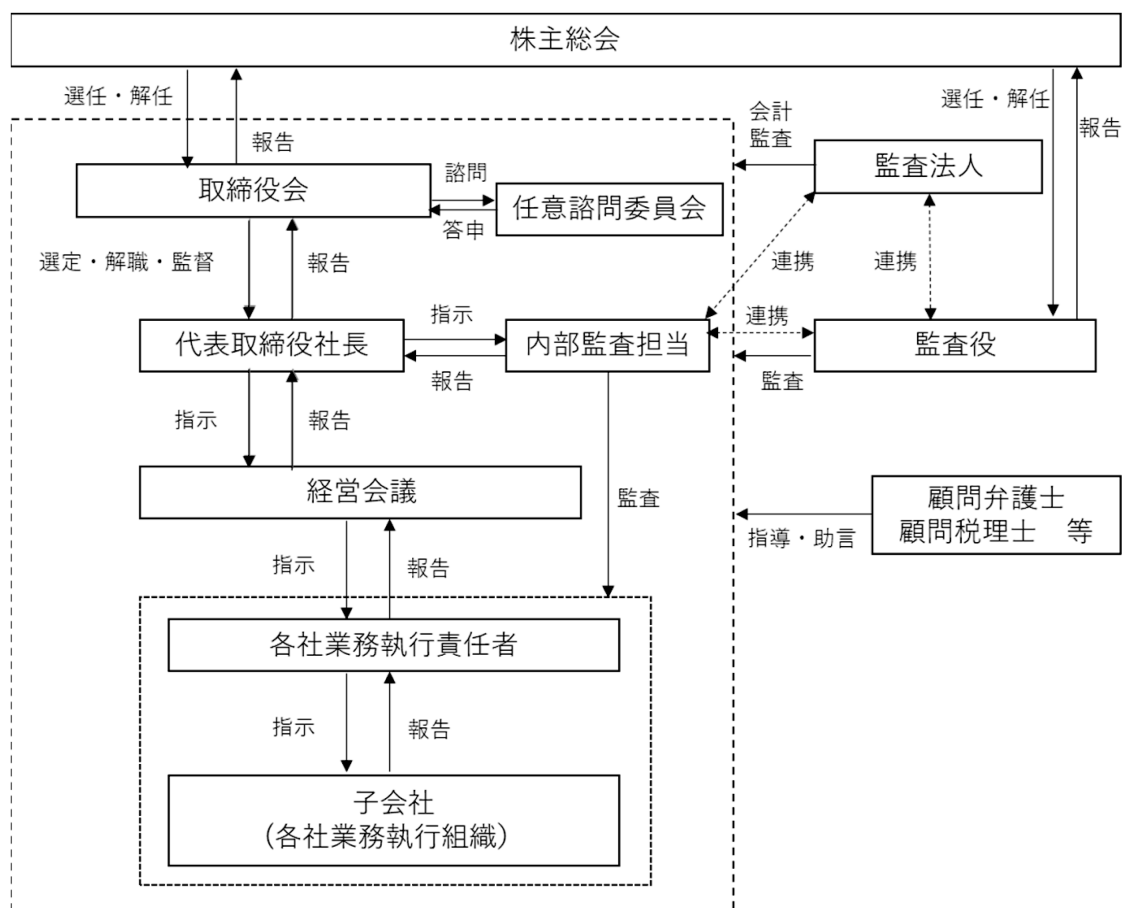 株主総会
選任・解任
報告
選任・解任
報告
会計
監査
監査法人
取締役会
諮問
答申
任意諮問委員会
選定・解職・監督
報告
連携
連携
代表取締役社長
指示
報告
内部監査担当
連携
監査
監査役
指示
報告
経営会議
監査
顧問弁護士
顧問税理士　等
指導・助言
指示
報告
各社業務執行責任者
指示
報告
子会社
（各社業務執行組織）